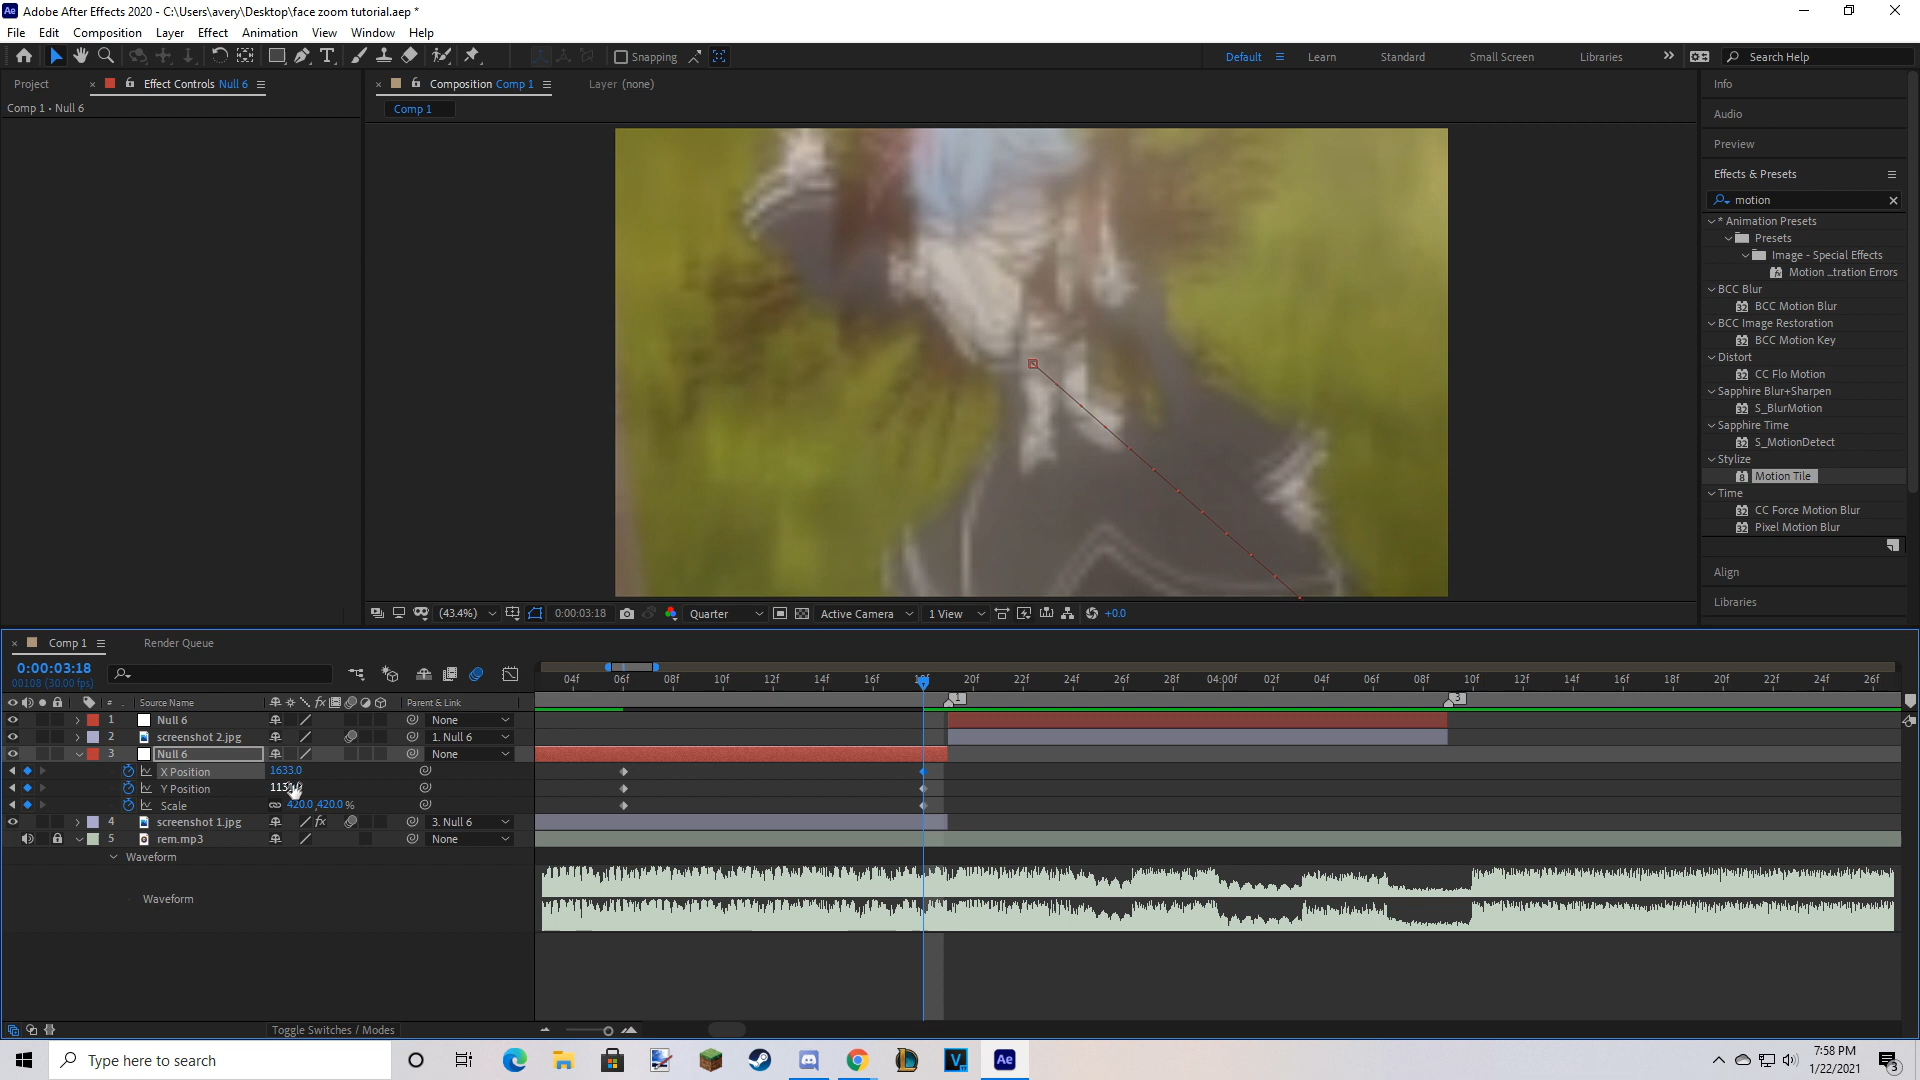 Adobe After Effects 2020 - C:\Users\avery\Desktop\face zoom tutorial.aep *
File Edit Composition Layer Effect Animation View Window Help
Snapping
Default Learn Standard Small Screen Libraries Search Help
Project Effect Controls Null 6
Comp 1 • Null 6
Composition Comp 1 Layer (none)
Comp 1
(43.4%) 0:00:03:18 Quarter Active Camera 1 View +0.0
Info
Audio
Preview
Effects & Presets
motion
* Animation Presets
Presets
Image - Special Effects
Motion ...tration Errors
BCC Blur
BCC Motion Blur
BCC Image Restoration
BCC Motion Key
Distort
CC Flo Motion
Sapphire Blur+Sharpen
S_BlurMotion
Sapphire Time
S_MotionDetect
Stylize
Motion Tile
Time
CC Force Motion Blur
Pixel Motion Blur
Align
Libraries
Comp 1 Render Queue
0:00:03:18
00108 (30.00 fps)
04f 06f 08f 10f 12f 14f 16f 18f 20f 22f 24f 26f 28f 04:00f 02f 04f 06f 08f 10f 12f 14f 16f 18f 20f 22f 24f 26f
# Source Name Parent & Link
1 3
1 Null 6 None
2 screenshot 2.jpg 1. Null 6
3 Null 6 None
X Position 1633.0
Y Position
Scale 420.0,420.0 %
4 screenshot 1.jpg fx 3. Null 6
5 rem.mp3 None
Waveform
Waveform
Toggle Switches / Modes
Type here to search
Ae
7:58 PM
1/22/2021
3